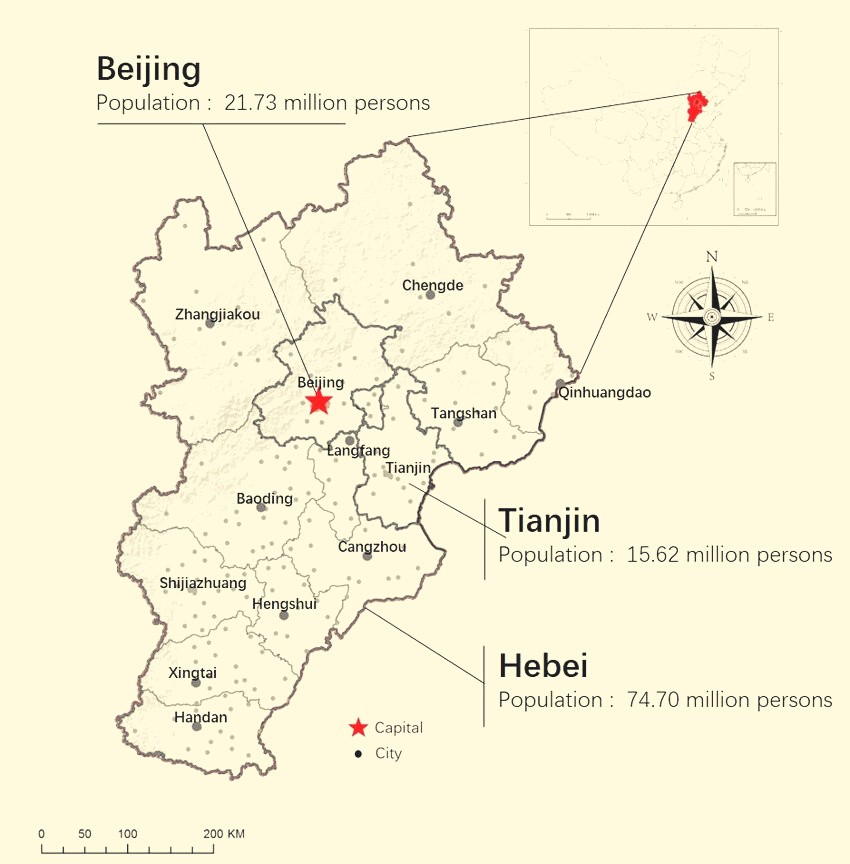 Beijing
Population : 21.73 million persons
Chengde
Zhangjiakou
Beijing
Qinhuangdao
Tangshan
Langfang
Tianjin
Baoding
Cangzhou
Shijiazhuang
Hengshui
Xingtai
Handan
N
W
E
S
Tianjin
Population : 15.62 million persons
Hebei
Population : 74.70 million persons
Capital
City
0 50 100 200 KM